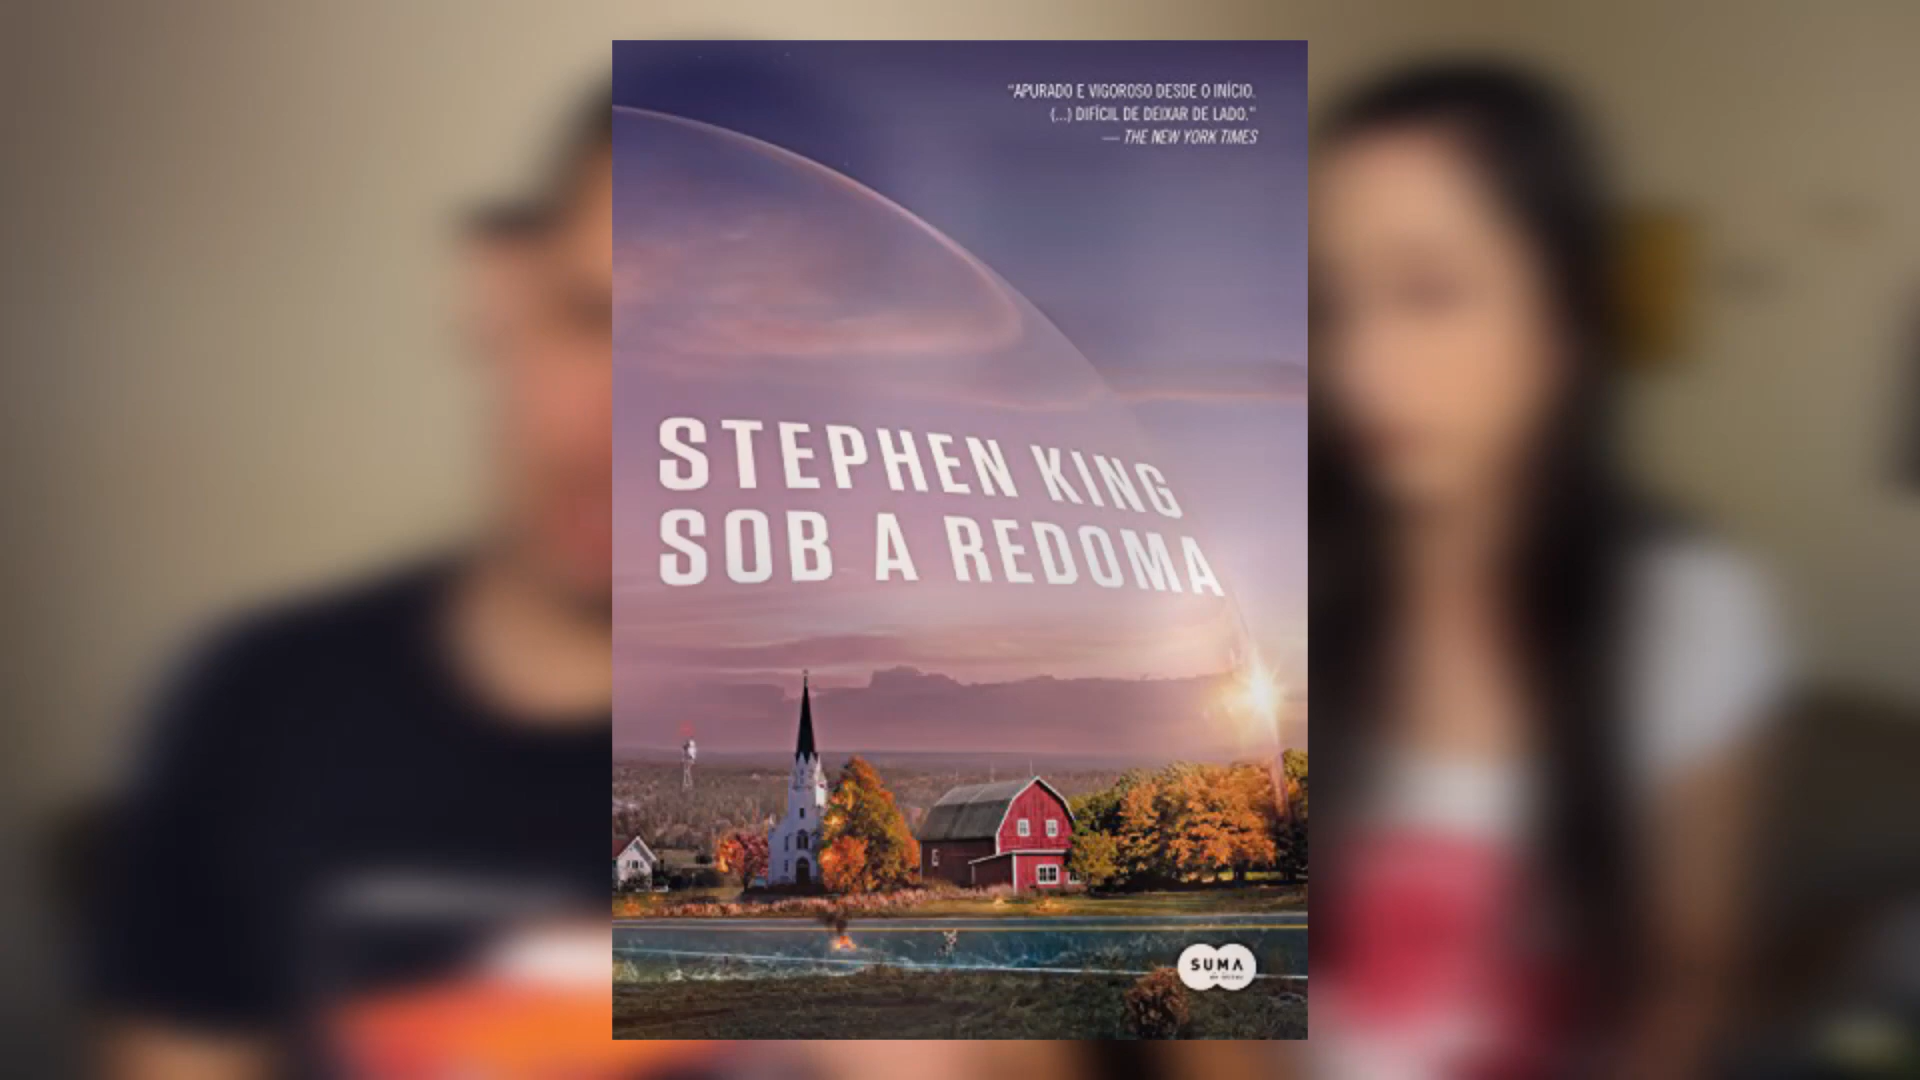 “APURADO E VIGOROSO DESDE O INÍCIO.
(...) DIFÍCIL DE DEIXAR DE LADO.”
— THE NEW YORK TIMES
STEPHEN KING
SOB A REDOMA
SUMA